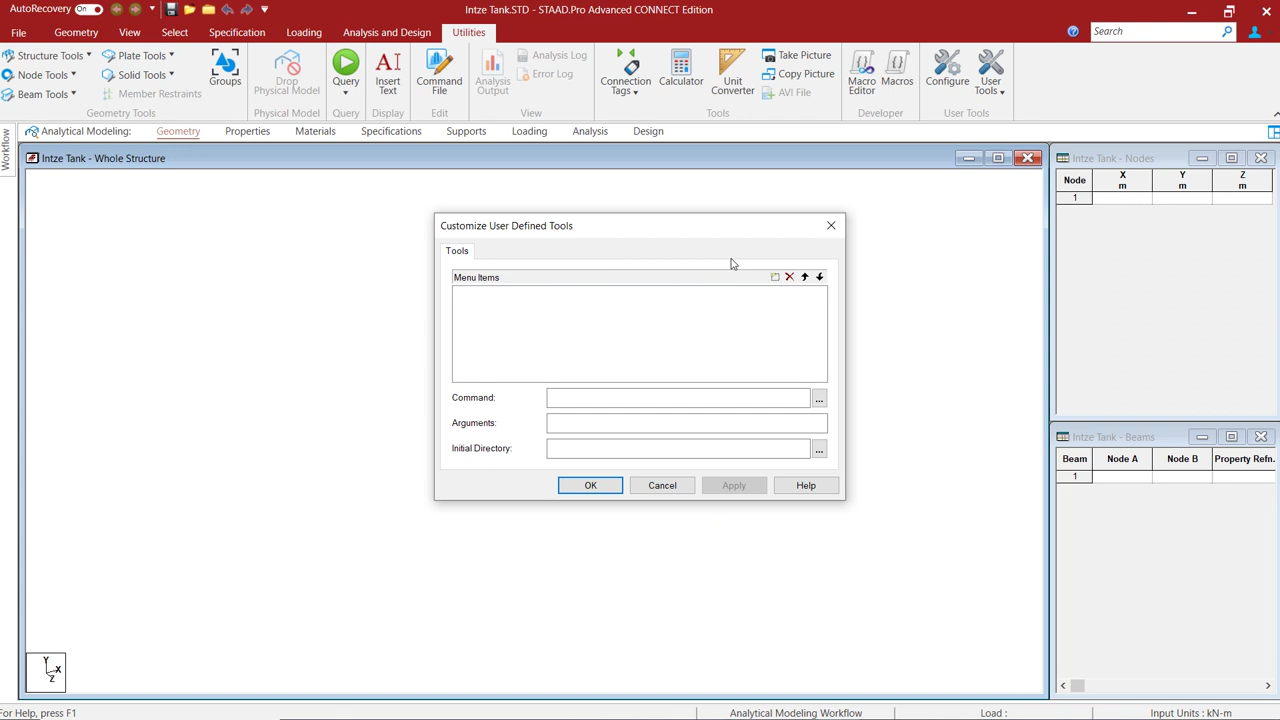 AutoRecovery On Intze Tank.STD - STAAD.Pro Advanced CONNECT Edition
File Geometry View Select Specification Loading Analysis and Design Utilities Search
Structure Tools Plate Tools
Node Tools Solid Tools
Beam Tools Member Restraints
Groups
Geometry Tools
Drop
Physical Model
Physical Model
Query
Query
Insert
Text
Display
Command
File
Edit
Analysis
Output
Analysis Log
Error Log
View
Connection
Tags
Calculator
Unit
Converter
Take Picture
Copy Picture
AVI File
Tools
Macro
Editor
Macros
Developer
Configure
User
Tools
User Tools
Workflow
Analytical Modeling: Geometry Properties Materials Specifications Supports Loading Analysis Design
Intze Tank - Whole Structure
Intze Tank - Nodes
Node X m Y m Z m
1
Customize User Defined Tools
Tools
Menu Items
Command: ...
Arguments:
Initial Directory: ...
OK Cancel Apply Help
Intze Tank - Beams
Beam Node A Node B Property Refn.
1
Y
X
Z
For Help, press F1 Analytical Modeling Workflow Load : Input Units : kN-m